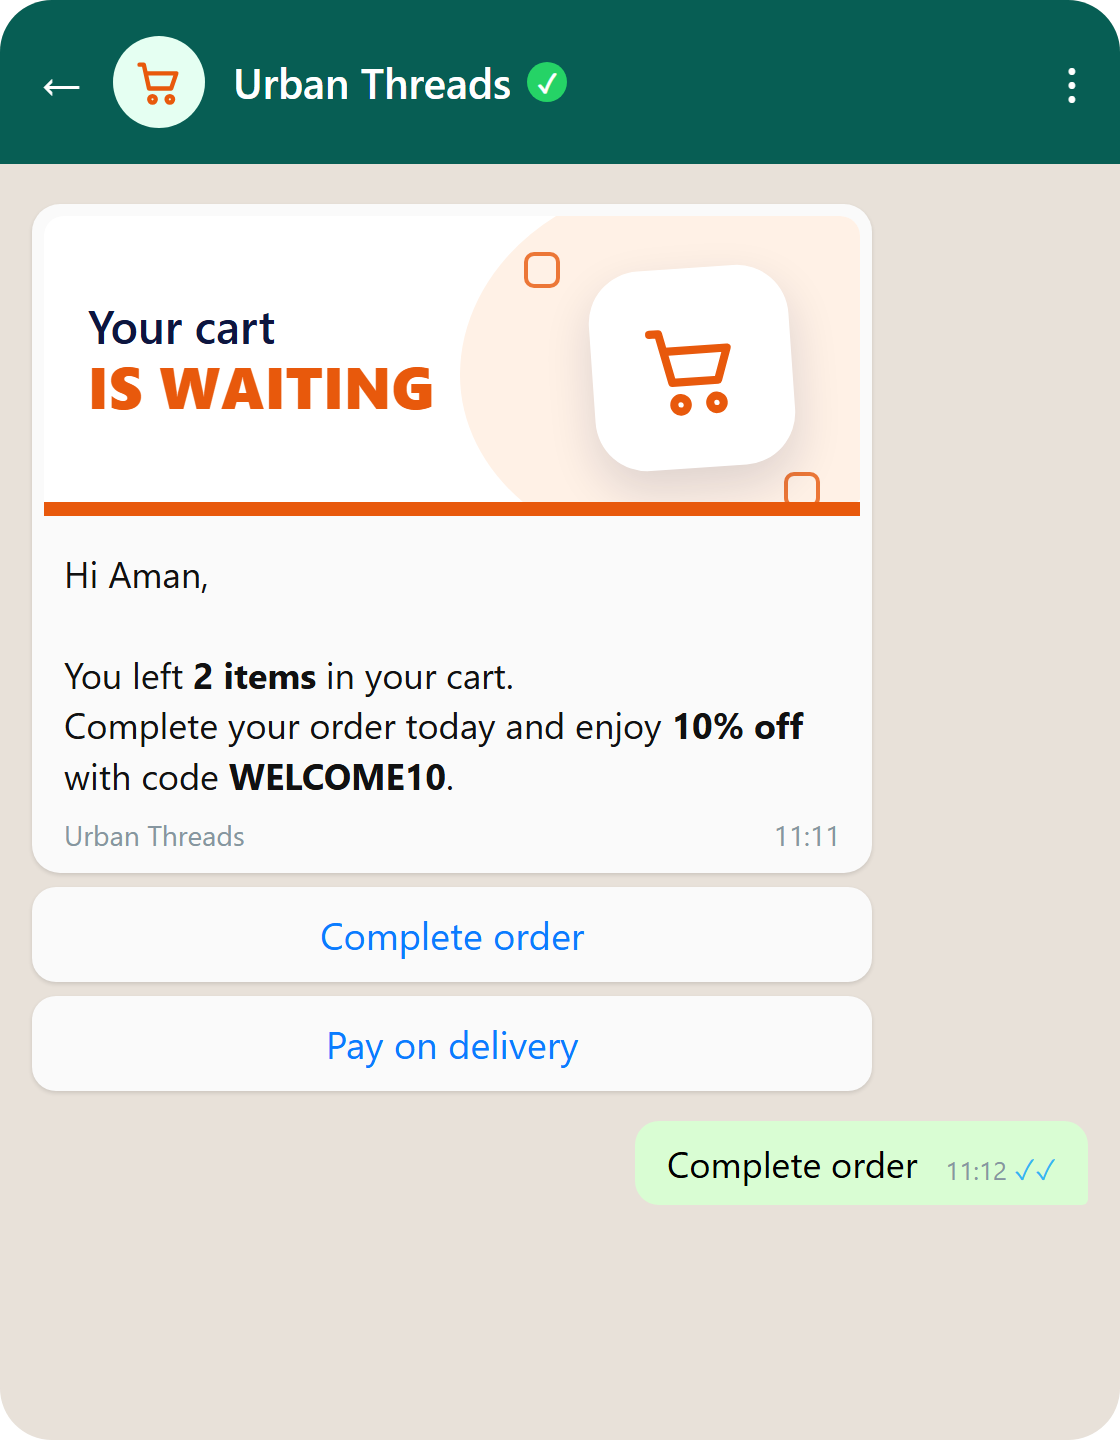 Urban Threads
Your cart
IS WAITING
Hi Aman,
You left 2 items in your cart.
Complete your order today and enjoy 10% off
with code WELCOME10.
Urban Threads 11:11
Complete order
Pay on delivery
Complete order 11:12